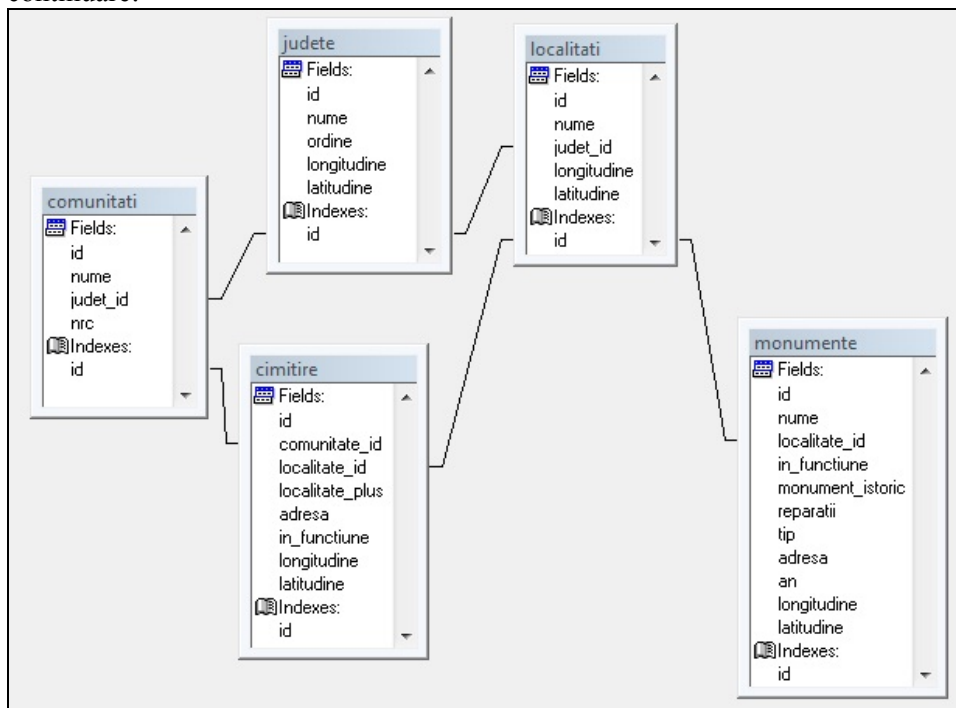 continuare.
judete
Fields:
id
nume
ordine
longitudine
latitudine
Indexes:
id
localitati
Fields:
id
nume
judet_id
longitudine
latitudine
Indexes:
id
comunitati
Fields:
id
nume
judet_id
nrc
Indexes:
id
cimitire
Fields:
id
comunitate_id
localitate_id
localitate_plus
adresa
in_functiune
longitudine
latitudine
Indexes:
id
monumente
Fields:
id
nume
localitate_id
in_functiune
monument_istoric
reparatii
tip
adresa
an
longitudine
latitudine
Indexes:
id